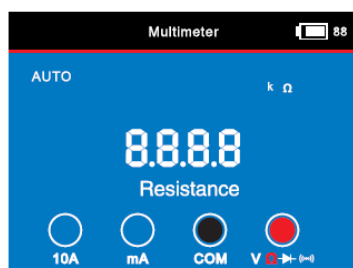 Multimeter 88
AUTO
k Ω
8.8.8.8
Resistance
10A mA COM V Ω